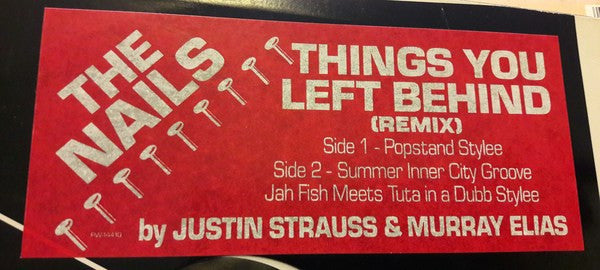 THE
NAILS
THINGS YOU
LEFT BEHIND
(REMIX)
Side 1 - Popstand Stylee
Side 2 - Summer Inner City Groove
Jah Fish Meets Tuta in a Dubb Stylee
by JUSTIN STRAUSS & MURRAY ELIAS